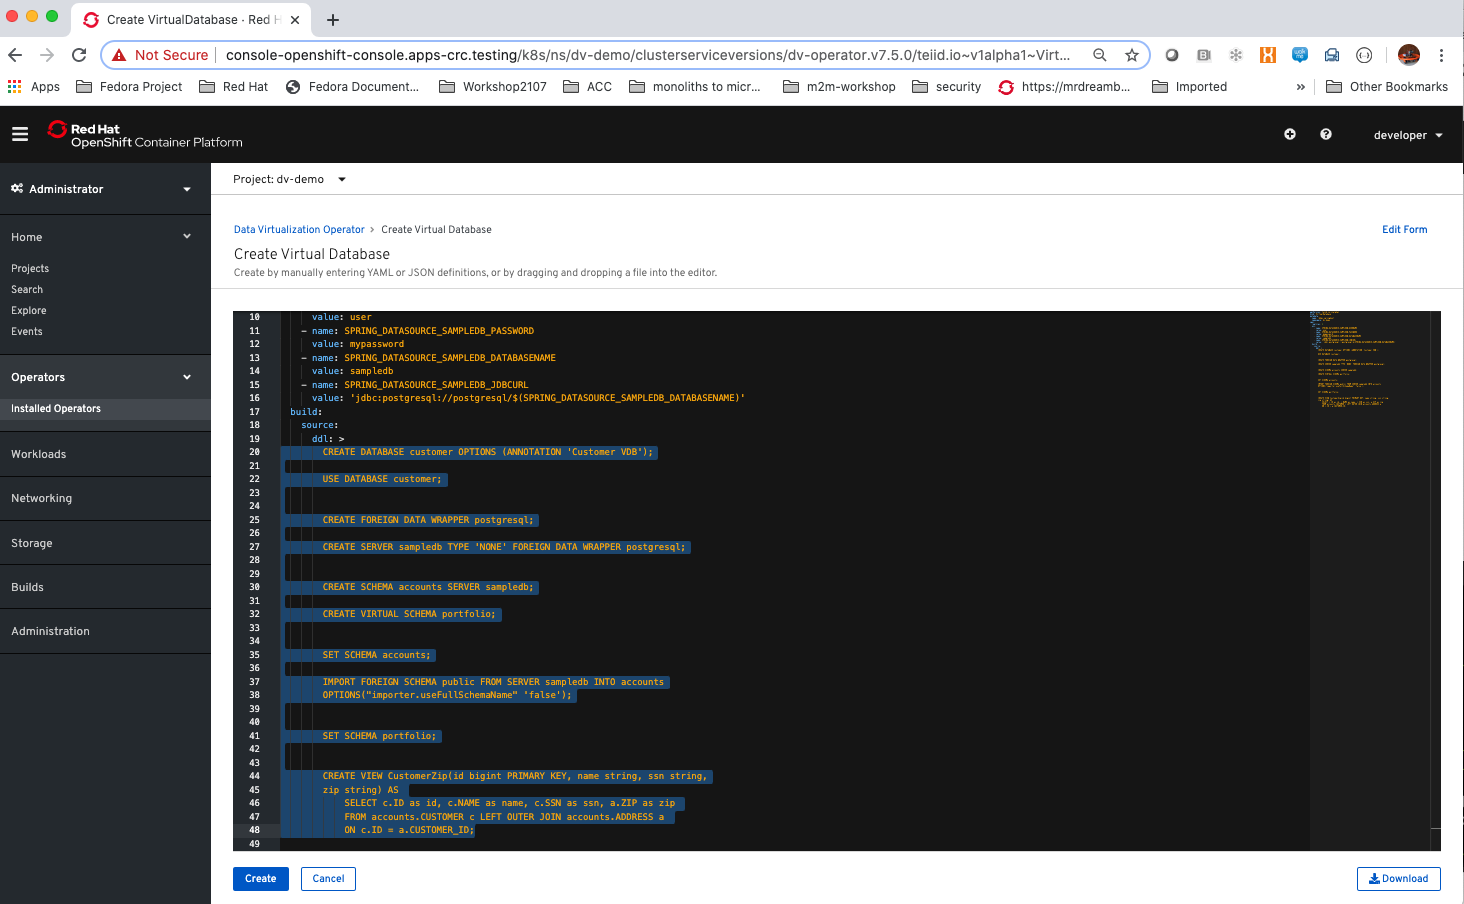 Create VirtualDatabase · Red H
Not Secure
console-openshift-console.apps-crc.testing/k8s/ns/dv-demo/clusterserviceversions/dv-operator.v7.5.0/teiid.io~v1alpha1~Virt...
Apps
Fedora Project
Red Hat
Fedora Document...
Workshop2107
ACC
monoliths to micr...
m2m-workshop
security
https://mrdreamb...
Imported
»
Other Bookmarks
Red Hat
OpenShift Container Platform
developer
Administrator
Project: dv-demo
Home
Projects
Search
Explore
Events
Operators
Installed Operators
Workloads
Networking
Storage
Builds
Administration
Data Virtualization Operator > Create Virtual Database
Edit Form
Create Virtual Database
Create by manually entering YAML or JSON definitions, or by dragging and dropping a file into the editor.
10 value: user
11 - name: SPRING_DATASOURCE_SAMPLEDB_PASSWORD
12 value: mypassword
13 - name: SPRING_DATASOURCE_SAMPLEDB_DATABASENAME
14 value: sampledb
15 - name: SPRING_DATASOURCE_SAMPLEDB_JDBCURL
16 value: 'jdbc:postgresql://postgresql/$(SPRING_DATASOURCE_SAMPLEDB_DATABASENAME)'
17 build:
18 source:
19 ddl: >
20 CREATE DATABASE customer OPTIONS (ANNOTATION 'Customer VDB');
21
22 USE DATABASE customer;
23
24
25 CREATE FOREIGN DATA WRAPPER postgresql;
26
27 CREATE SERVER sampledb TYPE 'NONE' FOREIGN DATA WRAPPER postgresql;
28
29
30 CREATE SCHEMA accounts SERVER sampledb;
31
32 CREATE VIRTUAL SCHEMA portfolio;
33
34
35 SET SCHEMA accounts;
36
37 IMPORT FOREIGN SCHEMA public FROM SERVER sampledb INTO accounts
38 OPTIONS("importer.useFullSchemaName" 'false');
39
40
41 SET SCHEMA portfolio;
42
43
44 CREATE VIEW CustomerZip(id bigint PRIMARY KEY, name string, ssn string,
45 zip string) AS
46 SELECT c.ID as id, c.NAME as name, c.SSN as ssn, a.ZIP as zip
47 FROM accounts.CUSTOMER c LEFT OUTER JOIN accounts.ADDRESS a
48 ON c.ID = a.CUSTOMER_ID;
49
Create
Cancel
Download